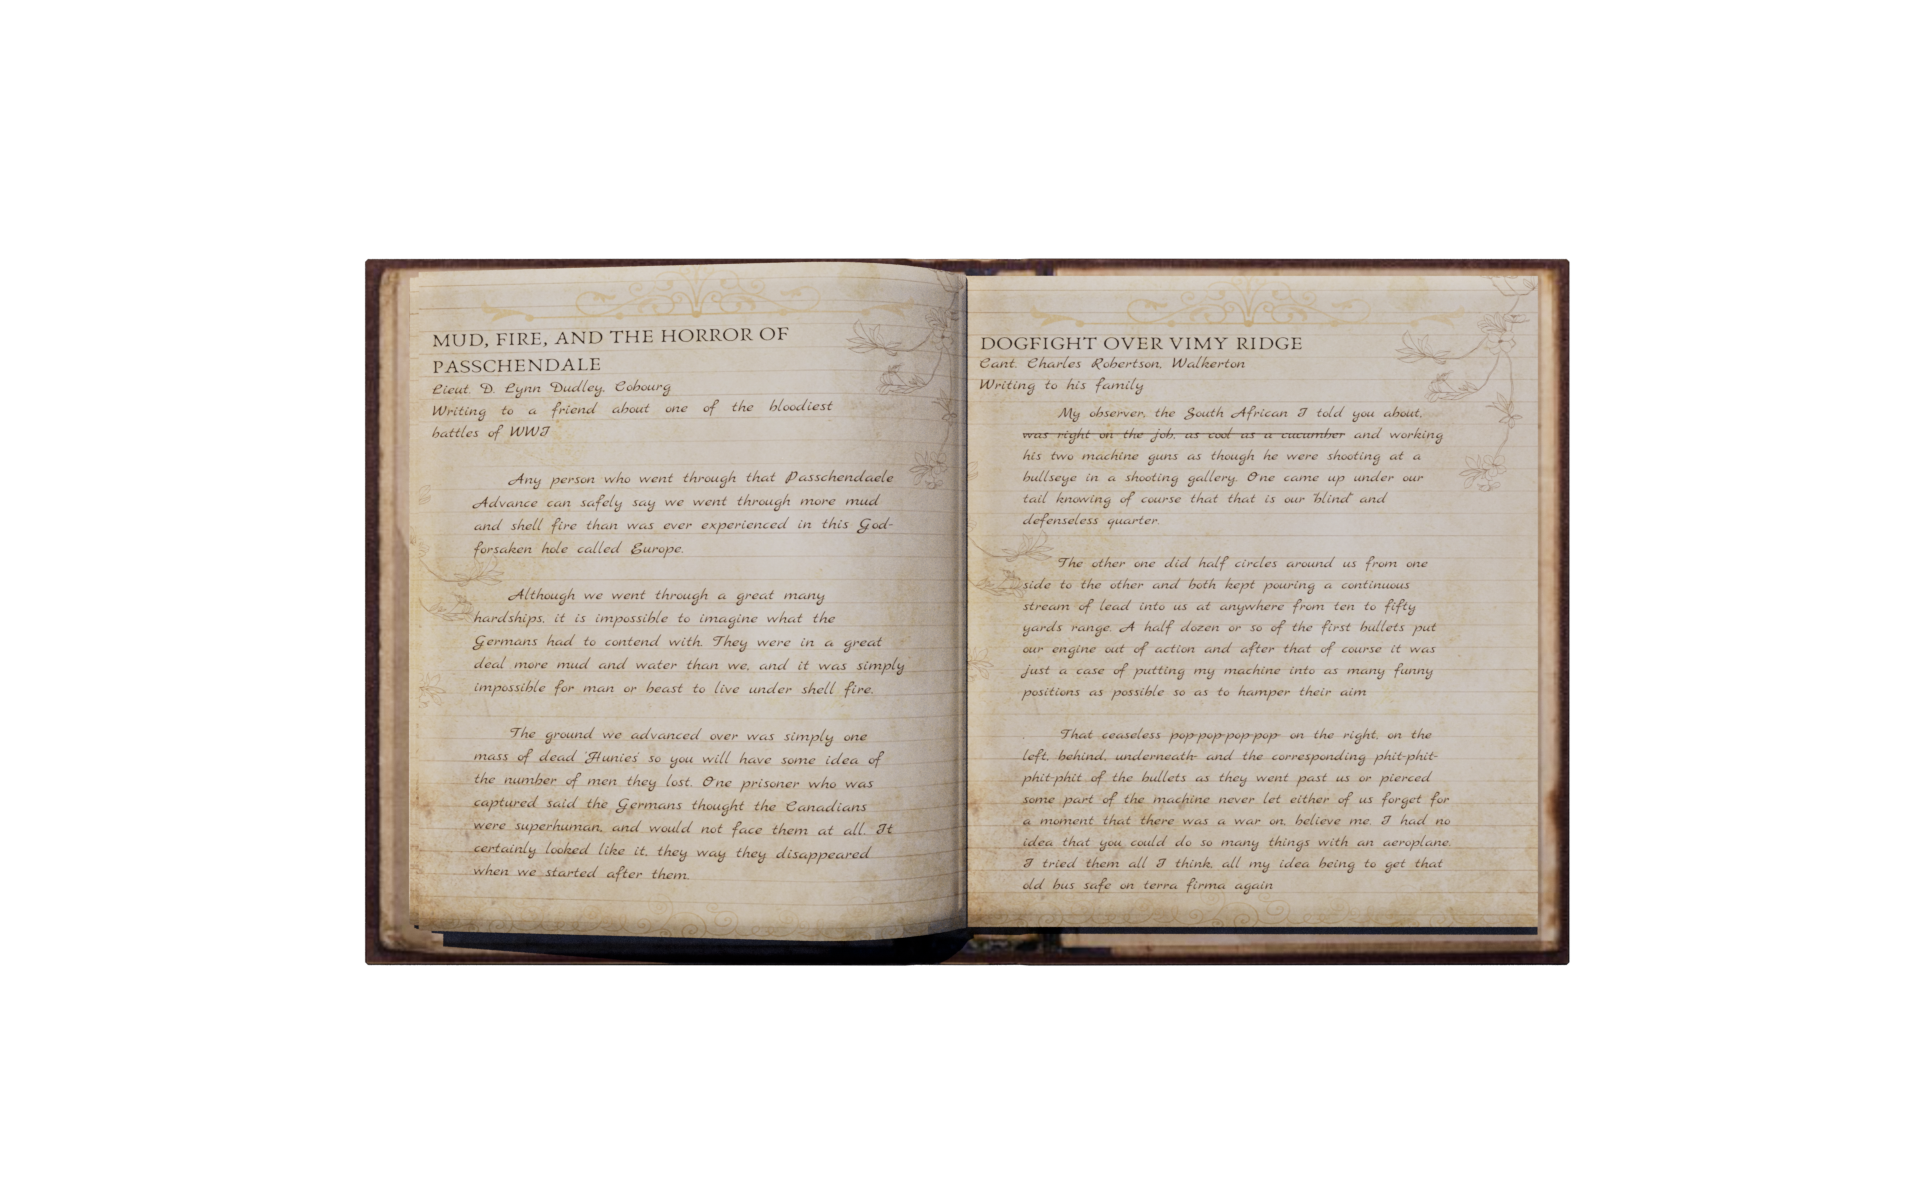 MUD, FIRE, AND THE HORROR OF
PASSCHENDALE
Lieut. D. Lynn Dudley, Cobourg
Writing to a friend about one of the bloodiest
battles of WWI
Any person who went through that Passchendaele
Advance can safely say we went through more mud
and shell fire than was ever experienced in this God-
forsaken hole called Europe.
Although we went through a great many
hardships, it is impossible to imagine what the
Germans had to contend with. They were in a great
deal more mud and water than we, and it was simply
impossible for man or beast to live under shell fire.
The ground we advanced over was simply one
mass of dead 'Hunies' so you will have some idea of
the number of men they lost. One prisoner who was
captured said the Germans thought the Canadians
were superhuman, and would not face them at all. It
certainly looked like it, they way they disappeared
when we started after them.
DOGFIGHT OVER VIMY RIDGE
Cant. Charles Robertson, Walkerton
Writing to his family
My observer, the South African I told you about,
was right on the job, as cool as a cucumber and working
his two machine guns as though he were shooting at a
bullseye in a shooting gallery. One came up under our
tail knowing of course that that is our "blind" and
defenseless quarter.
The other one did half circles around us from one
side to the other and both kept pouring a continuous
stream of lead into us at anywhere from ten to fifty
yards range. A half dozen or so of the first bullets put
our engine out of action and after that of course it was
just a case of putting my machine into as many funny
positions as possible so as to hamper their aim
That ceaseless pop-pop-pop-pop- on the right, on the
left, behind, underneath- and the corresponding phit-phit-
phit-phit of the bullets as they went past us or pierced
some part of the machine never let either of us forget for
a moment that there was a war on, believe me. I had no
idea that you could do so many things with an aeroplane.
I tried them all I think, all my idea being to get that
old bus safe on terra firma again